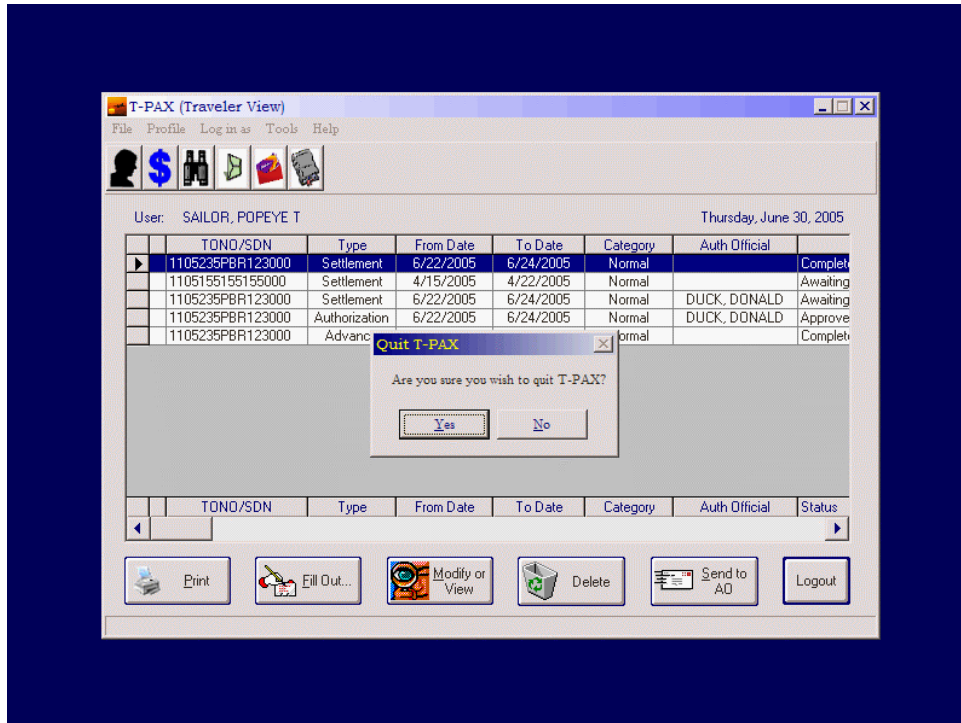 T-PAX (Traveler View)
File Profile Log in as Tools Help
User: SAILOR, POPEYE T Thursday, June 30, 2005
TONO/SDN Type From Date To Date Category Auth Official
1105235PBR123000 Settlement 6/22/2005 6/24/2005 Normal Complet
1105155155155000 Settlement 4/15/2005 4/22/2005 Normal Awaiting
1105235PBR123000 Settlement 6/22/2005 6/24/2005 Normal DUCK, DONALD Awaiting
1105235PBR123000 Authorization 6/22/2005 6/24/2005 Normal DUCK, DONALD Approve
1105235PBR123000 Advanc ormal Complet
Quit T-PAX
Are you sure you wish to quit T-PAX?
Yes No
TONO/SDN Type From Date To Date Category Auth Official Status
Print Fill Out... Modify or View Delete Send to AO Logout